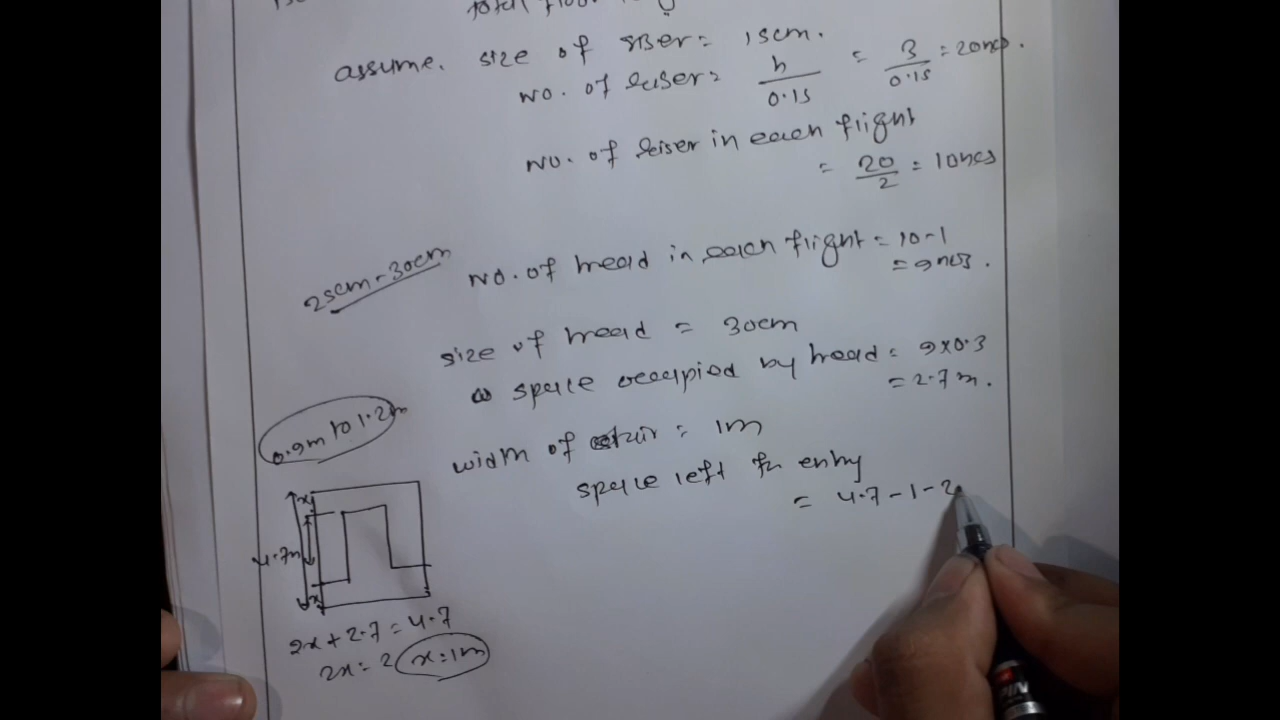 total floor
assume. size of riser = 15cm.
No. of riser = h / 0.15 = 3 / 0.15 = 20nos.
No. of riser in each flight
= 20 / 2 = 10nos
25cm - 30cm
No. of tread in each flight = 10-1
= 9nos.
size of tread = 30cm
space occupied by tread = 9x0.3
= 2.7m.
0.9m to 1.2m
width of stair = 1m
space left for entry
= 4.7-1-2
x
4.7m
x
2x+2.7=4.7
2x=2 x=1m